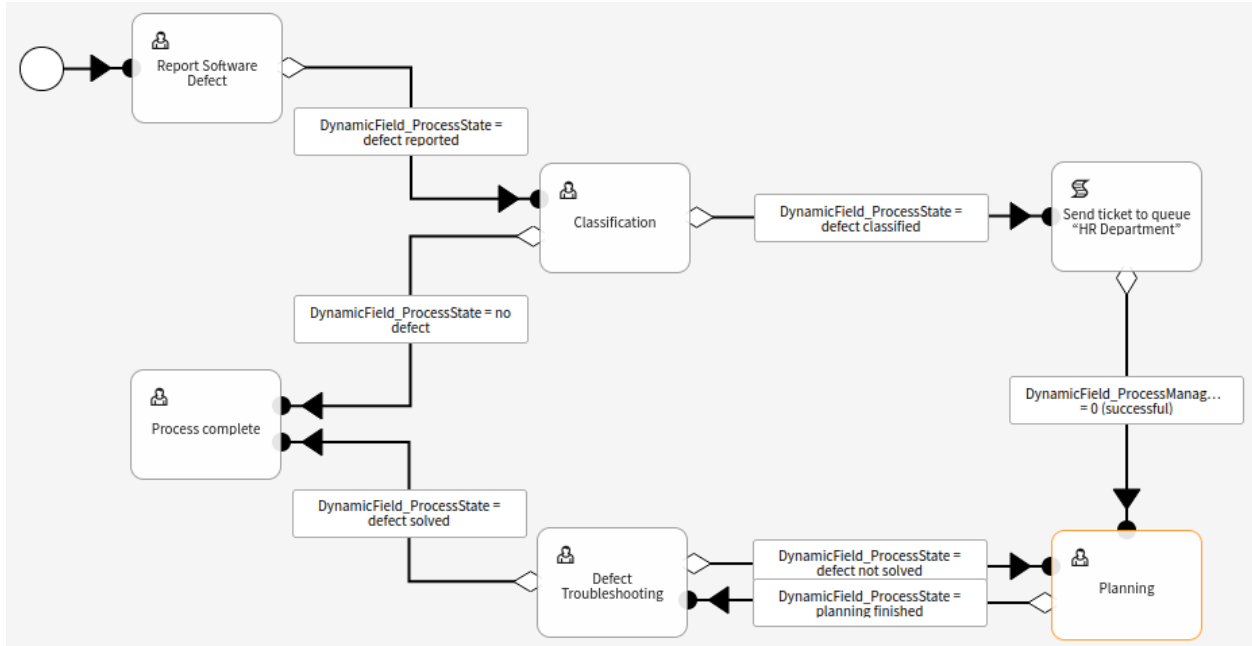 Report Software
Defect
DynamicField_ProcessState =
defect reported
Classification
DynamicField_ProcessState =
defect classified
Send ticket to queue
“HR Department”
DynamicField_ProcessState = no
defect
DynamicField_ProcessManag...
= 0 (successful)
Process complete
DynamicField_ProcessState =
defect solved
Defect
Troubleshooting
DynamicField_ProcessState =
defect not solved
DynamicField_ProcessState =
planning finished
Planning